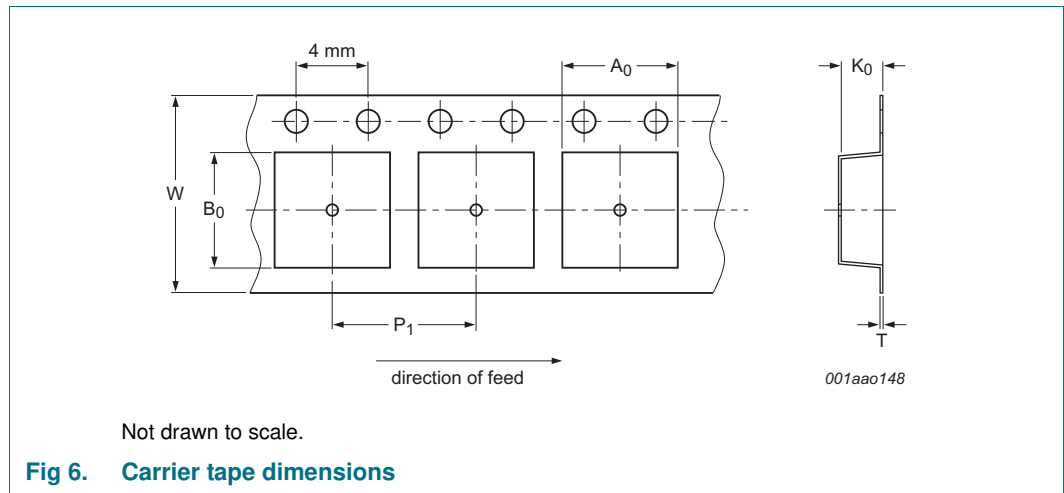 4 mm
A0
K0
W
B0
P1
T
direction of feed
001aao148
Not drawn to scale.
Fig 6. Carrier tape dimensions